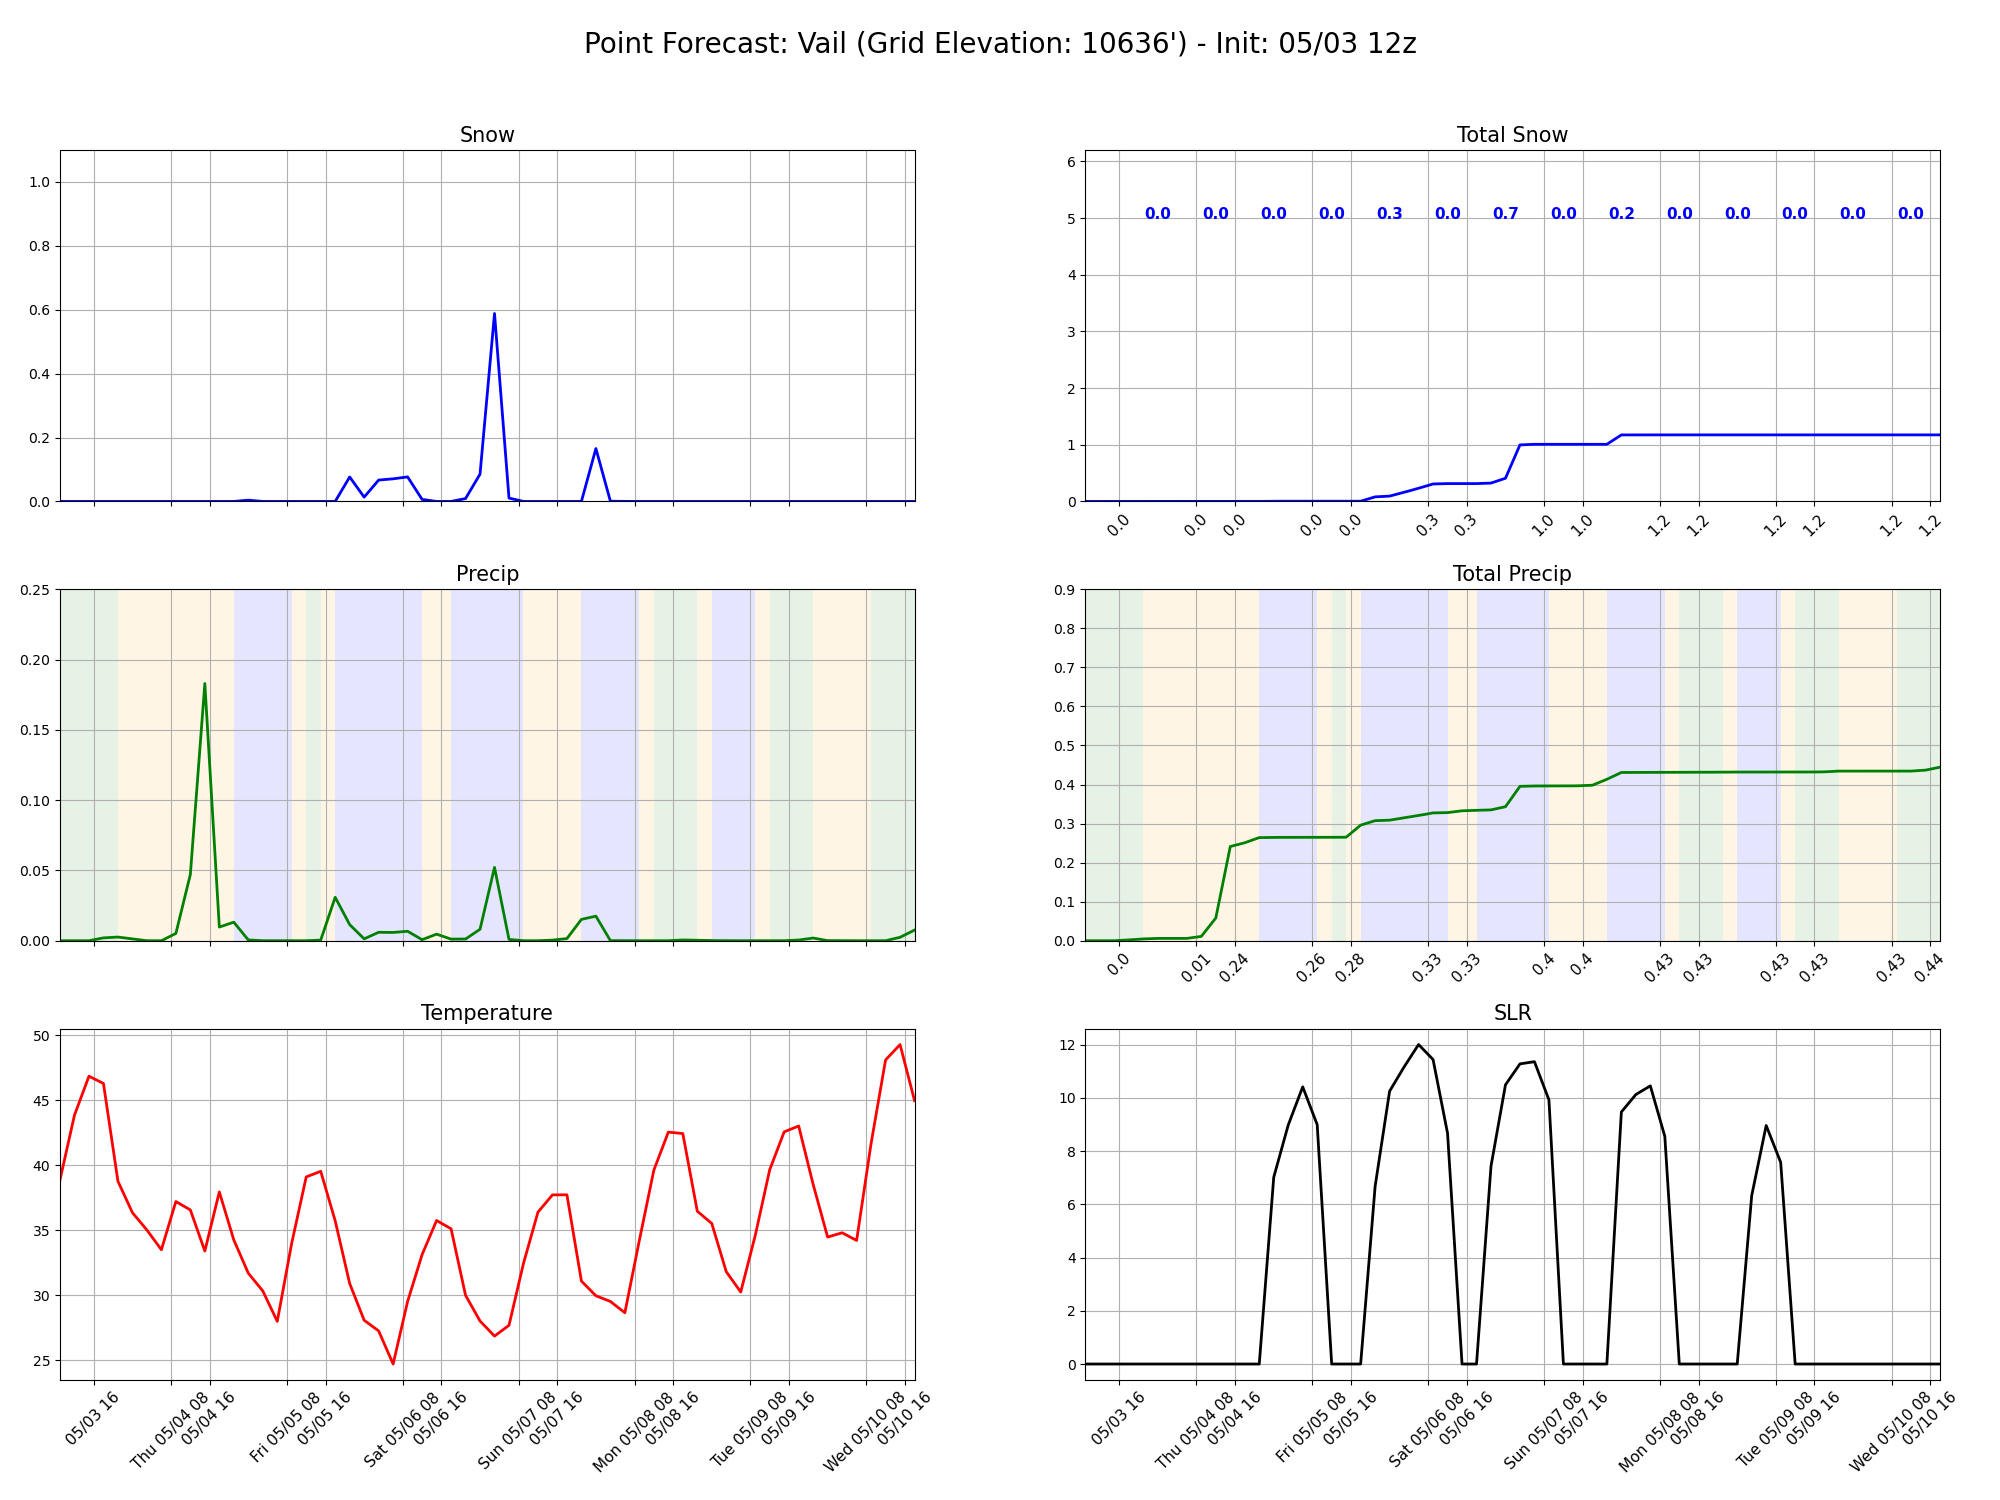 Point Forecast: Vail (Grid Elevation: 10636') - Init: 05/03 12z
Snow
1.0
0.8
0.6
0.4
0.2
0.0
Total Snow
6
5
4
3
2
1
0
0.0 0.0 0.0 0.0 0.3 0.0 0.7 0.0 0.2 0.0 0.0 0.0 0.0 0.0
0.0 0.0 0.0 0.0 0.0 0.3 0.3 1.0 1.0 1.2 1.2 1.2 1.2 1.2 1.2
Precip
0.25
0.20
0.15
0.10
0.05
0.00
Total Precip
0.9
0.8
0.7
0.6
0.5
0.4
0.3
0.2
0.1
0.0
0.0 0.01 0.24 0.26 0.28 0.33 0.33 0.4 0.4 0.43 0.43 0.43 0.43 0.43 0.44
Temperature
50
45
40
35
30
25
05/03 16
Thu 05/04 08
05/04 16
Fri 05/05 08
05/05 16
Sat 05/06 08
05/06 16
Sun 05/07 08
05/07 16
Mon 05/08 08
05/08 16
Tue 05/09 08
05/09 16
Wed 05/10 08
05/10 16
SLR
12
10
8
6
4
2
0
05/03 16
Thu 05/04 08
05/04 16
Fri 05/05 08
05/05 16
Sat 05/06 08
05/06 16
Sun 05/07 08
05/07 16
Mon 05/08 08
05/08 16
Tue 05/09 08
05/09 16
Wed 05/10 08
05/10 16